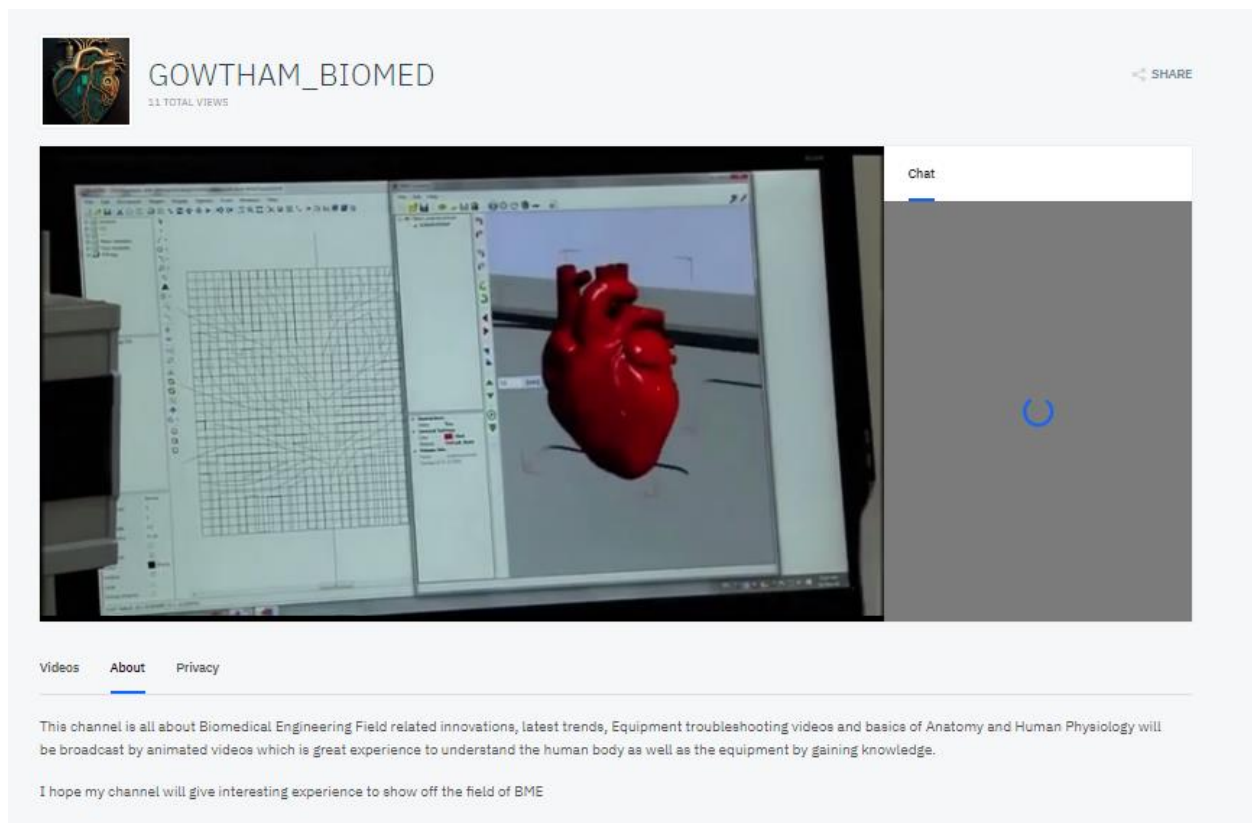 GOWTHAM_BIOMED
11 TOTAL VIEWS
SHARE
Chat
Videos About Privacy
This channel is all about Biomedical Engineering Field related innovations, latest trends, Equipment troubleshooting videos and basics of Anatomy and Human Physiology will
be broadcast by animated videos which is great experience to understand the human body as well as the equipment by gaining knowledge.
I hope my channel will give interesting experience to show off the field of BME